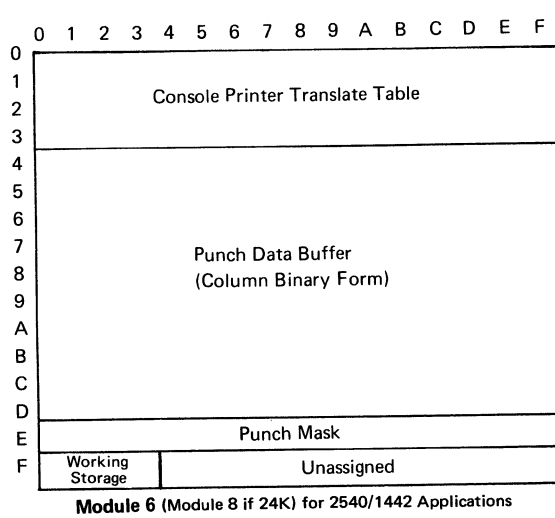 0 1 2 3 4 5 6 7 8 9 A B C D E F
0
1
2
3
4
5
6
7
8
9
A
B
C
D
E
F
Console Printer Translate Table
Punch Data Buffer
(Column Binary Form)
Punch Mask
Working
Storage
Unassigned
Module 6 (Module 8 if 24K) for 2540/1442 Applications